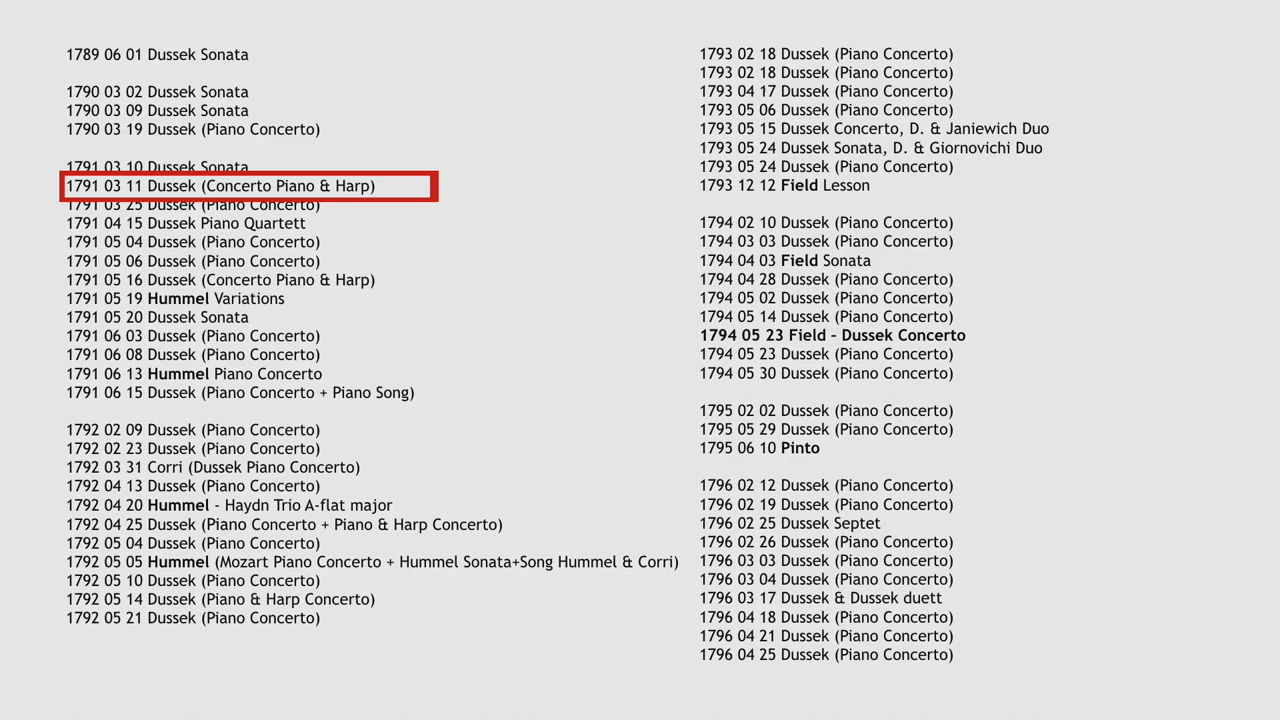 1789 06 01 Dussek Sonata
1790 03 02 Dussek Sonata
1790 03 09 Dussek Sonata
1790 03 19 Dussek (Piano Concerto)
1791 03 10 Dussek Sonata
1791 03 11 Dussek (Concerto Piano & Harp)
1791 03 25 Dussek (Piano Concerto)
1791 04 15 Dussek Piano Quartett
1791 05 04 Dussek (Piano Concerto)
1791 05 06 Dussek (Piano Concerto)
1791 05 16 Dussek (Concerto Piano & Harp)
1791 05 19 Hummel Variations
1791 05 20 Dussek Sonata
1791 06 03 Dussek (Piano Concerto)
1791 06 08 Dussek (Piano Concerto)
1791 06 13 Hummel Piano Concerto
1791 06 15 Dussek (Piano Concerto + Piano Song)
1792 02 09 Dussek (Piano Concerto)
1792 02 23 Dussek (Piano Concerto)
1792 03 31 Corri (Dussek Piano Concerto)
1792 04 13 Dussek (Piano Concerto)
1792 04 20 Hummel - Haydn Trio A-flat major
1792 04 25 Dussek (Piano Concerto + Piano & Harp Concerto)
1792 05 04 Dussek (Piano Concerto)
1792 05 05 Hummel (Mozart Piano Concerto + Hummel Sonata+Song Hummel & Corri)
1792 05 10 Dussek (Piano Concerto)
1792 05 14 Dussek (Piano & Harp Concerto)
1792 05 21 Dussek (Piano Concerto)
1793 02 18 Dussek (Piano Concerto)
1793 02 18 Dussek (Piano Concerto)
1793 04 17 Dussek (Piano Concerto)
1793 05 06 Dussek (Piano Concerto)
1793 05 15 Dussek Concerto, D. & Janiewich Duo
1793 05 24 Dussek Sonata, D. & Giornovichi Duo
1793 05 24 Dussek (Piano Concerto)
1793 12 12 Field Lesson
1794 02 10 Dussek (Piano Concerto)
1794 03 03 Dussek (Piano Concerto)
1794 04 03 Field Sonata
1794 04 28 Dussek (Piano Concerto)
1794 05 02 Dussek (Piano Concerto)
1794 05 14 Dussek (Piano Concerto)
1794 05 23 Field – Dussek Concerto
1794 05 23 Dussek (Piano Concerto)
1794 05 30 Dussek (Piano Concerto)
1795 02 02 Dussek (Piano Concerto)
1795 05 29 Dussek (Piano Concerto)
1795 06 10 Pinto
1796 02 12 Dussek (Piano Concerto)
1796 02 19 Dussek (Piano Concerto)
1796 02 25 Dussek Septet
1796 02 26 Dussek (Piano Concerto)
1796 03 03 Dussek (Piano Concerto)
1796 03 04 Dussek (Piano Concerto)
1796 03 17 Dussek & Dussek duett
1796 04 18 Dussek (Piano Concerto)
1796 04 21 Dussek (Piano Concerto)
1796 04 25 Dussek (Piano Concerto)